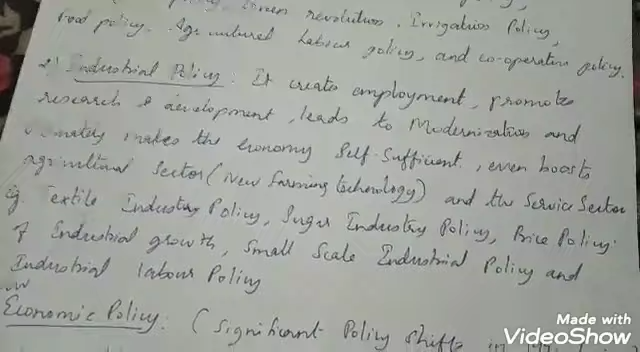 policy, Green revolution, Irrigation Policy,
Food policy, Agricultural Labour policy, and co-operative policy.
2) Industrial Policy: It creates employment, promotes
research & development, leads to Modernization and
makes the economy Self-Sufficient, even boosts
agricultural Sector (new farming technology) and the Service Sector
eg Textile Industry Policy, Sugar Industry Policy, Price Policy
of Industrial growth, Small Scale Industrial Policy and
Industrial labour Policy
Economic Policy: (Significant Policy shifts in
Made with
VideoShow